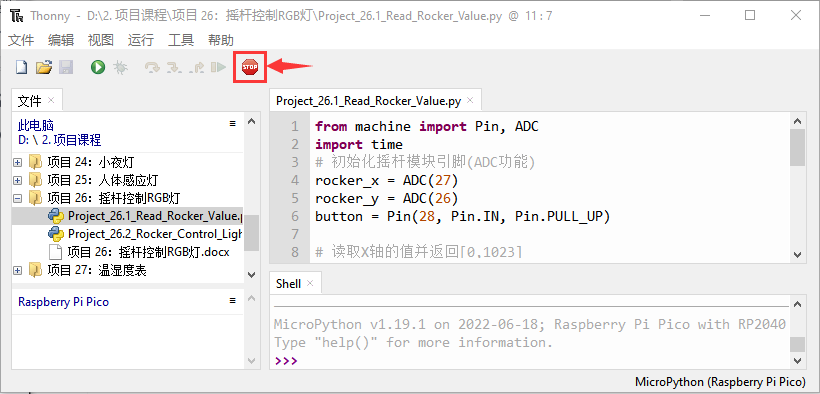 Thonny - D:\2. 项目课程\项目 26：摇杆控制RGB灯\Project_26.1_Read_Rocker_Value.py @ 11 : 7
文件 编辑 视图 运行 工具 帮助
STOP
文件 ×
此电脑
D: \ 2. 项目课程
项目 24：小夜灯
项目 25：人体感应灯
项目 26：摇杆控制RGB灯
Project_26.1_Read_Rocker_Value.p
Project_26.2_Rocker_Control_Ligh
项目 26：摇杆控制RGB灯.docx
项目 27：温湿度表
Raspberry Pi Pico
Project_26.1_Read_Rocker_Value.py ×
1 from machine import Pin, ADC
2 import time
3 # 初始化摇杆模块引脚(ADC功能)
4 rocker_x = ADC(27)
5 rocker_y = ADC(26)
6 button = Pin(28, Pin.IN, Pin.PULL_UP)
7
8 # 读取X轴的值并返回[0,1023]
Shell ×
MicroPython v1.19.1 on 2022-06-18; Raspberry Pi Pico with RP2040
Type "help()" for more information.
>>>
MicroPython (Raspberry Pi Pico)